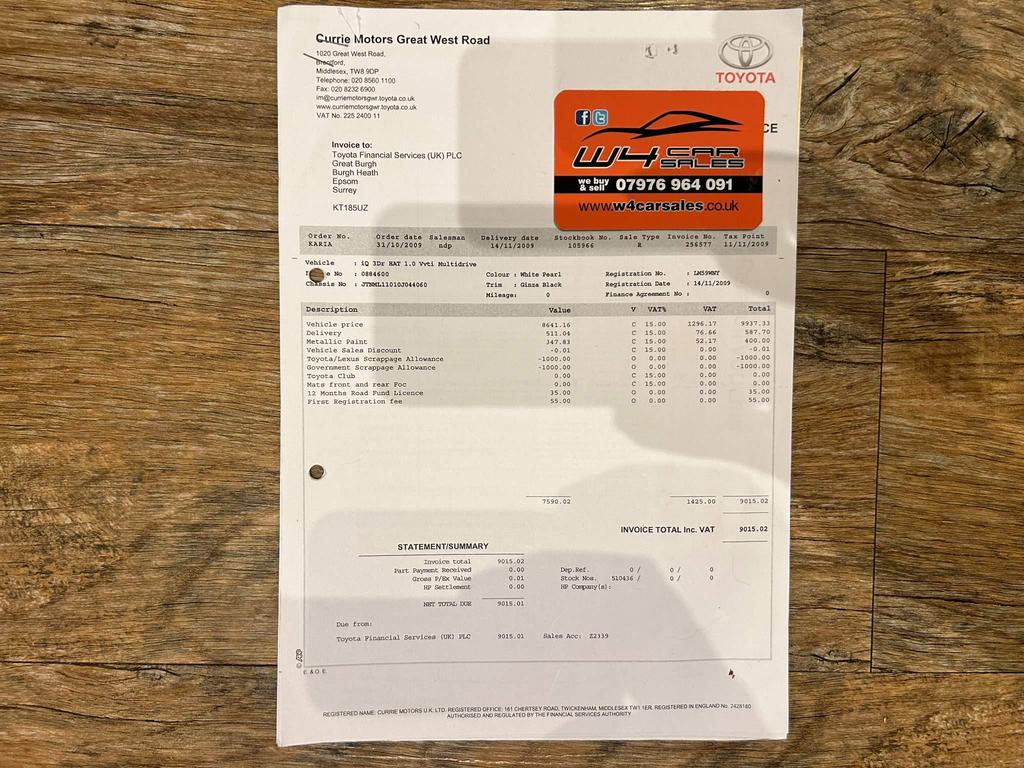 Currie Motors Great West Road
1020 Great West Road,
Brentford,
Middlesex, TW8 9DP
Telephone: 020 8560 1100
Fax: 020 8232 6900
im@curriemotorsgwr.toyota.co.uk
www.curriemotorsgwr.toyota.co.uk
VAT No. 225 2400 11
TOYOTA
CE
W4 CAR SALES
we buy & sell 07976 964 091
www.w4carsales.co.uk
Invoice to:
Toyota Financial Services (UK) PLC
Great Burgh
Burgh Heath
Epsom
Surrey
KT185UZ
Order No. Order date Salesman Delivery date Stockbook No. Sale Type Invoice No. Tax Point
KARIA 31/10/2009 ndp 14/11/2009 105966 R 256577 11/11/2009
Vehicle : iQ 3Dr HAT 1.0 Vvti Multidrive
No : 0884600 Colour : White Pearl Registration No. : LM59WNY
Chassis No : JTNML11010J044060 Trim : Ginza Black Registration Date : 14/11/2009
Mileage: 0 Finance Agreement No : 0
Description Value V VAT% VAT Total
Vehicle price 8641.16 C 15.00 1296.17 9937.33
Delivery 511.04 C 15.00 76.66 587.70
Metallic Paint 347.83 C 15.00 52.17 400.00
Vehicle Sales Discount -0.01 C 15.00 0.00 -0.01
Toyota/Lexus Scrappage Allowance -1000.00 O 0.00 0.00 -1000.00
Government Scrappage Allowance -1000.00 O 0.00 0.00 -1000.00
Toyota Club 0.00 C 15.00 0.00 0.00
Mats front and rear Foc 0.00 C 15.00 0.00 0.00
12 Months Road Fund Licence 35.00 O 0.00 0.00 35.00
First Registration fee 55.00 O 0.00 0.00 55.00
7590.02 1425.00 9015.02
INVOICE TOTAL Inc. VAT 9015.02
STATEMENT/SUMMARY
Invoice total 9015.02
Part Payment Received 0.00 Dep.Ref. 0 / 0 / 0
Gross P/Ex Value 0.01 Stock Nos. 510436 / 0 / 0
HP Settlement 0.00 HP Company(s):
NET TOTAL DUE 9015.01
Due from:
Toyota Financial Services (UK) PLC 9015.01 Sales Acc: Z2339
E. & O. E.
REGISTERED NAME: CURRIE MOTORS U.K. LTD. REGISTERED OFFICE: 161 CHERTSEY ROAD, TWICKENHAM, MIDDLESEX TW1 1ER. REGISTERED IN ENGLAND No. 2428160
AUTHORISED AND REGULATED BY THE FINANCIAL SERVICES AUTHORITY